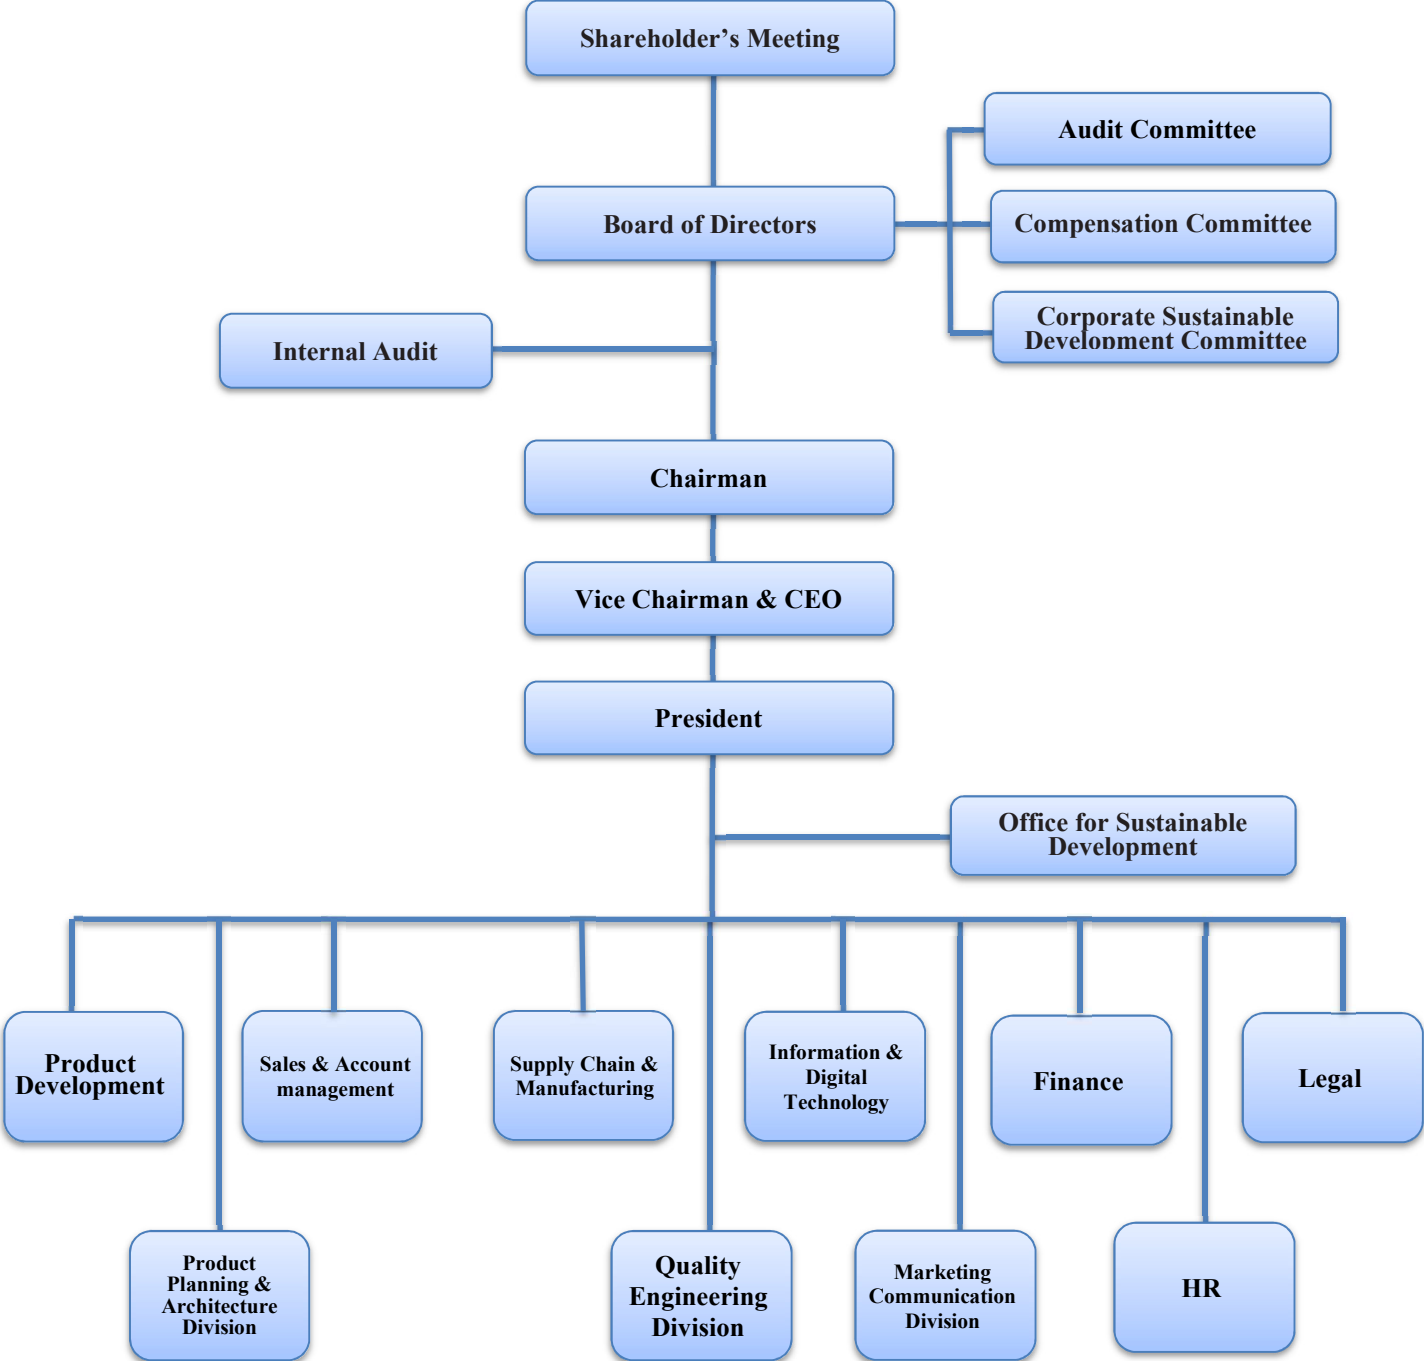 Shareholder’s Meeting
Audit Committee
Board of Directors
Compensation Committee
Corporate Sustainable
Development Committee
Internal Audit
Chairman
Vice Chairman & CEO
President
Office for Sustainable
Development
Product
Development
Sales & Account
management
Supply Chain &
Manufacturing
Information &
Digital
Technology
Finance
Legal
Product
Planning &
Architecture
Division
Quality
Engineering
Division
Marketing
Communication
Division
HR